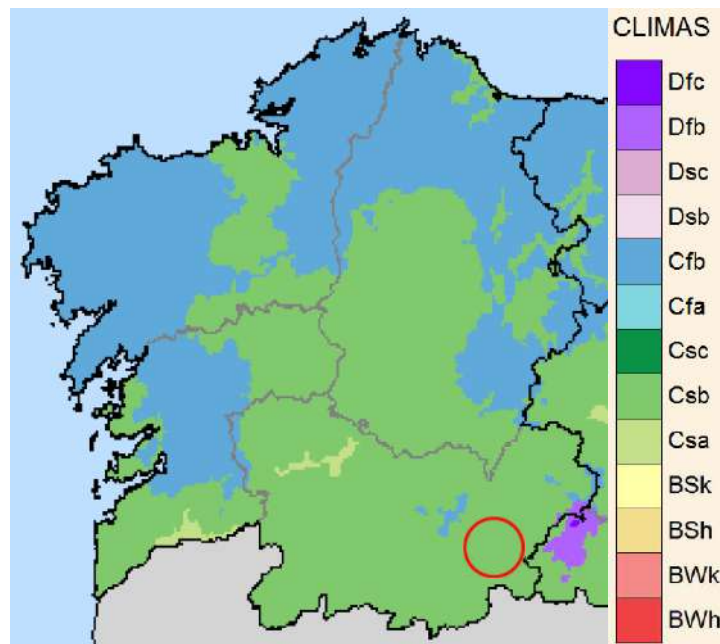 CLIMAS
Dfc
Dfb
Dsc
Dsb
Cfb
Cfa
Csc
Csb
Csa
BSk
BSh
BWk
BWh